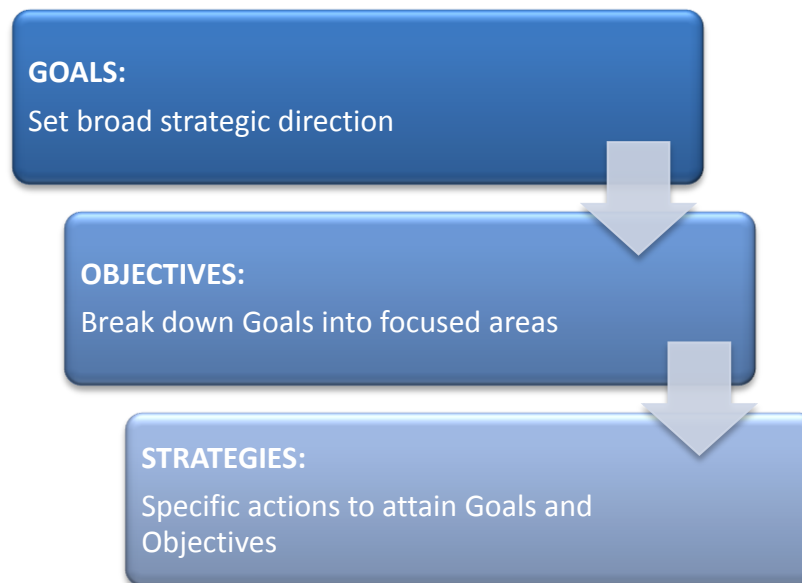 GOALS:
Set broad strategic direction
OBJECTIVES:
Break down Goals into focused areas
STRATEGIES:
Specific actions to attain Goals and
Objectives